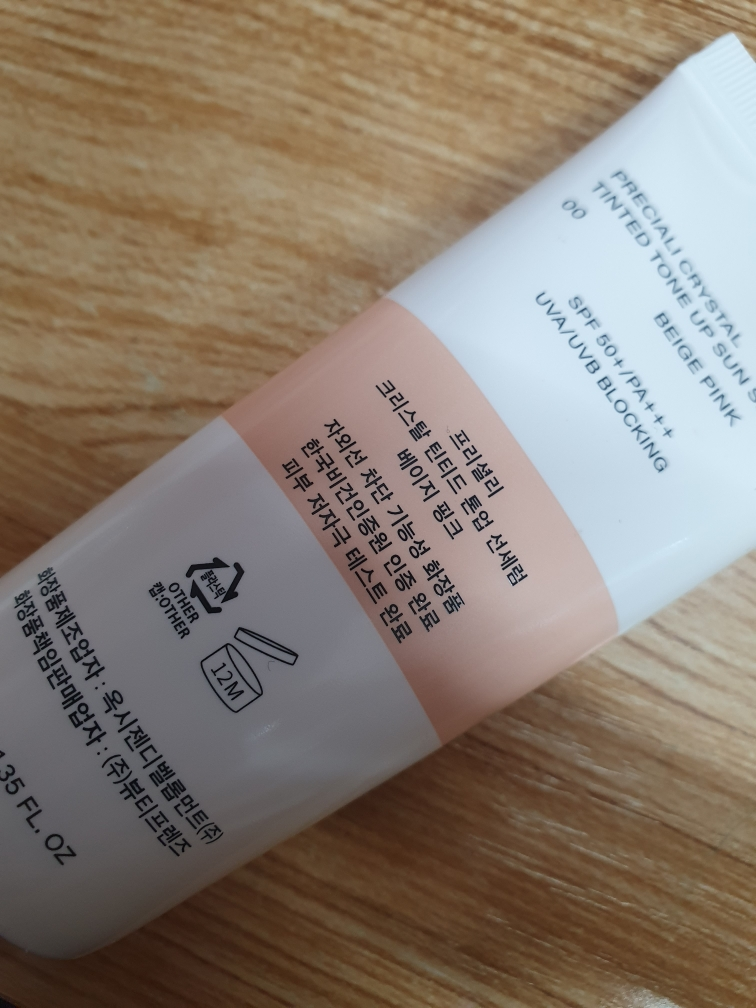 PRECIALI CRYSTAL
TINTED TONE UP SUN
00
BEIGE PINK
SPF 50+/PA+++
UVA/UVB BLOCKING
프리셜리
크리스탈 틴티드 톤업 선세럼
베이지 핑크
자외선 차단 기능성 화장품
한국비건인증원 인증 완료
피부 저자극 테스트 완료
플라스틱
OTHER
캡:OTHER
12M
화장품제조업자 : 옥시젠디벨롭먼트(주)
화장품책임판매업자 : (주)뷰티프렌즈
FL. OZ